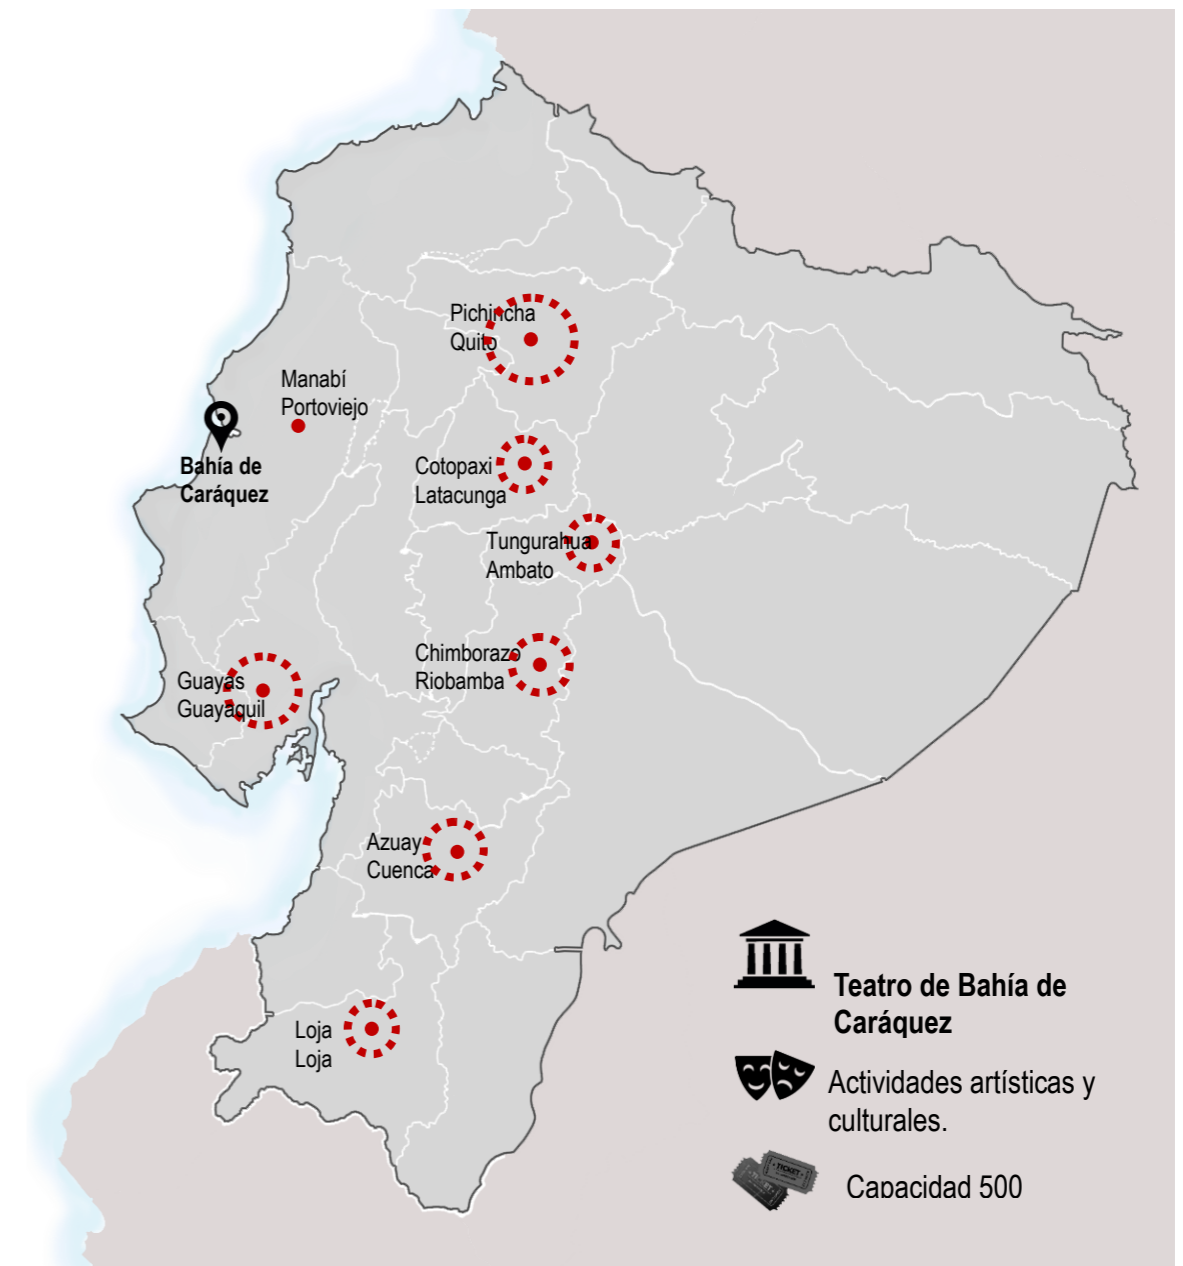 Pichincha
Quito
Manabí
Portoviejo
Bahía de
Caráquez
Cotopaxi
Latacunga
Tungurahua
Ambato
Chimborazo
Riobamba
Guayas
Guayaquil
Azuay
Cuenca
Loja
Loja
Teatro de Bahía de
Caráquez
Actividades artísticas y
culturales.
TICKET
Capacidad 500